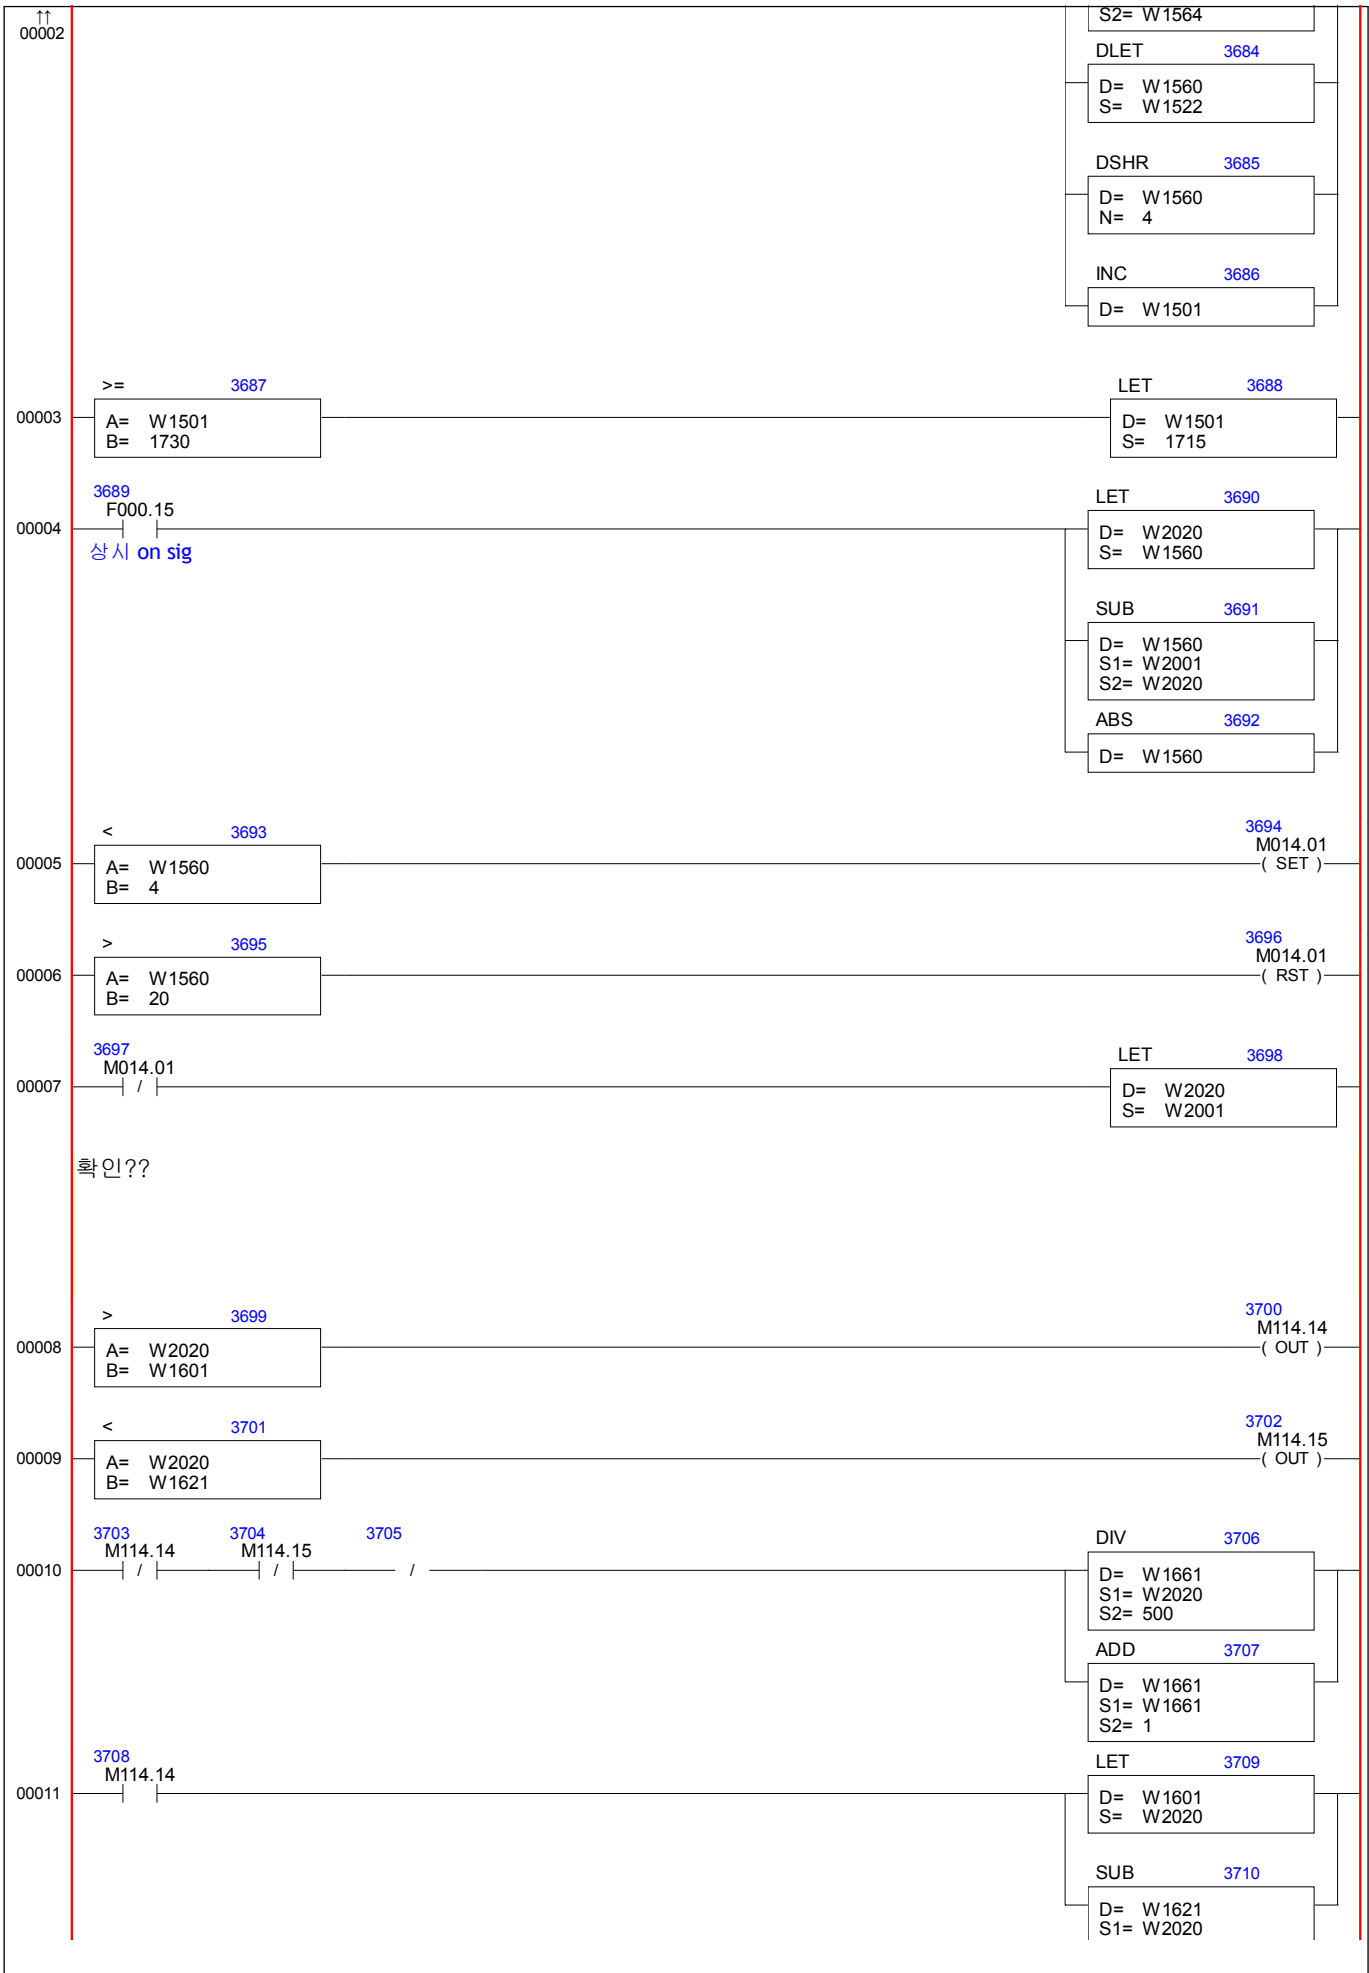 ↑↑
00002
S2= W1564
DLET 3684
D= W1560
S= W1522
DSHR 3685
D= W1560
N= 4
INC 3686
D= W1501
>= 3687
00003
A= W1501
B= 1730
LET 3688
D= W1501
S= 1715
3689
F000.15
00004
상시 on sig
LET 3690
D= W2020
S= W1560
SUB 3691
D= W1560
S1= W2001
S2= W2020
ABS 3692
D= W1560
< 3693
00005
A= W1560
B= 4
3694
M014.01
( SET )
> 3695
00006
A= W1560
B= 20
3696
M014.01
( RST )
3697
M014.01
00007
/
LET 3698
D= W2020
S= W2001
확인??
> 3699
00008
A= W2020
B= W1601
3700
M114.14
( OUT )
< 3701
00009
A= W2020
B= W1621
3702
M114.15
( OUT )
3703 3704 3705
M114.14 M114.15
00010
/ / /
DIV 3706
D= W1661
S1= W2020
S2= 500
ADD 3707
D= W1661
S1= W1661
S2= 1
3708
M114.14
00011
LET 3709
D= W1601
S= W2020
SUB 3710
D= W1621
S1= W2020